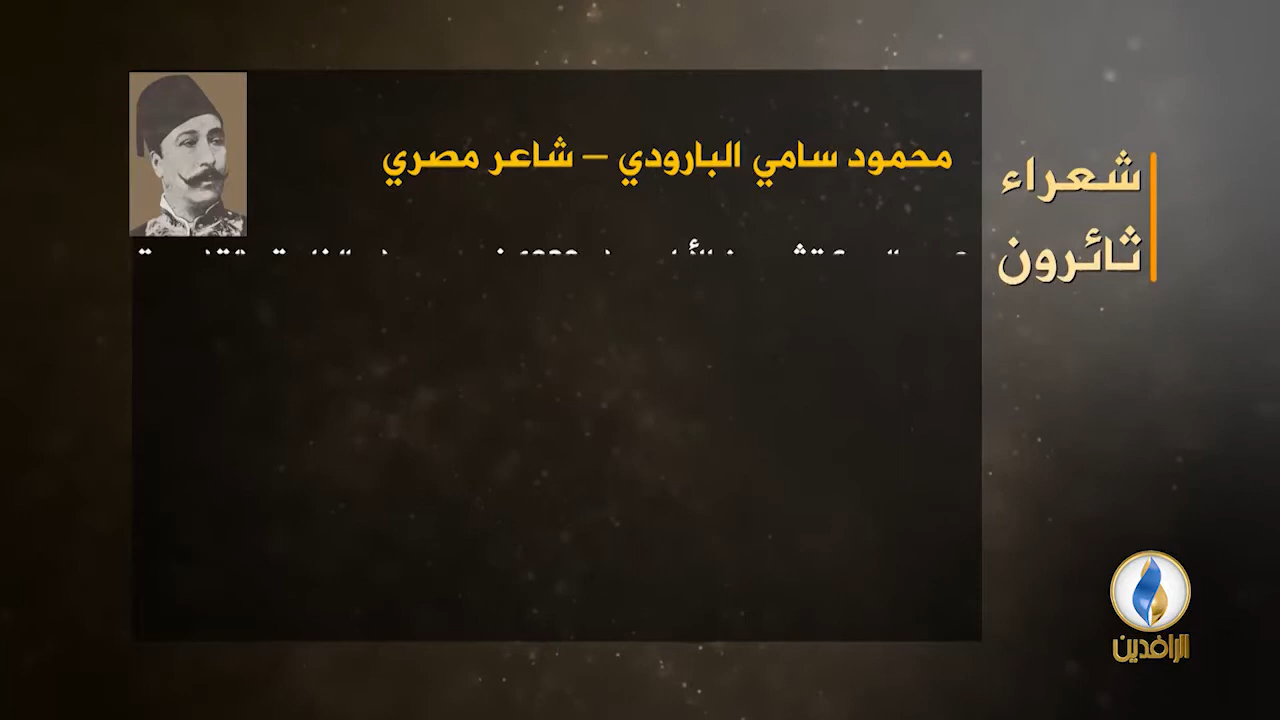 محمود سامي البارودي – شاعر مصري
شعراء
ثائرون
الرافدين